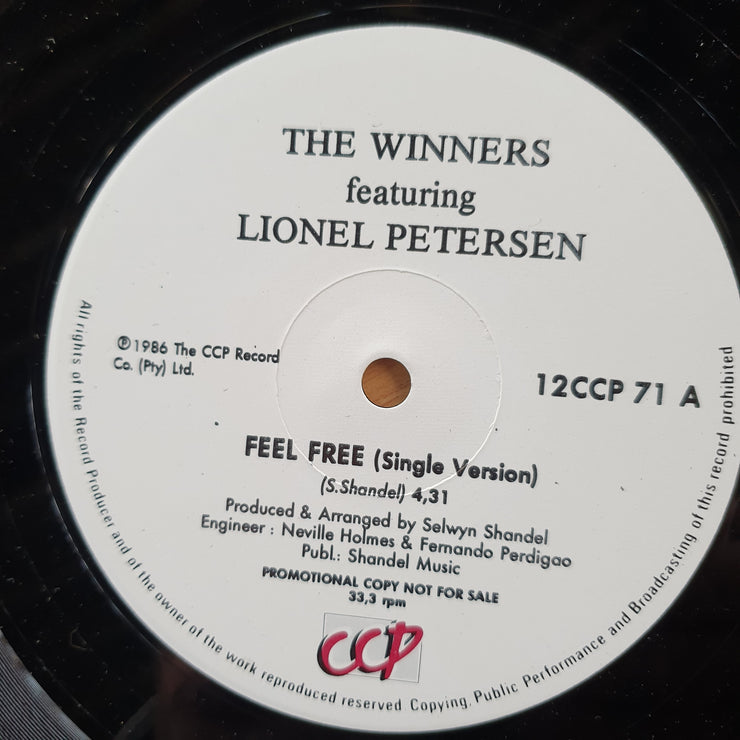 THE WINNERS
featuring
LIONEL PETERSEN
℗1986 The CCP Record
Co. (Pty) Ltd.
12CCP 71 A
FEEL FREE (Single Version)
(S.Shandel) 4,31
Produced & Arranged by Selwyn Shandel
Engineer : Neville Holmes & Fernando Perdigao
Publ.: Shandel Music
PROMOTIONAL COPY NOT FOR SALE
33,3 rpm
CCP
All rights of the Record Producer and of the owner of the work reproduced reserved Copying, Public Performance and Broadcasting of this record prohibited